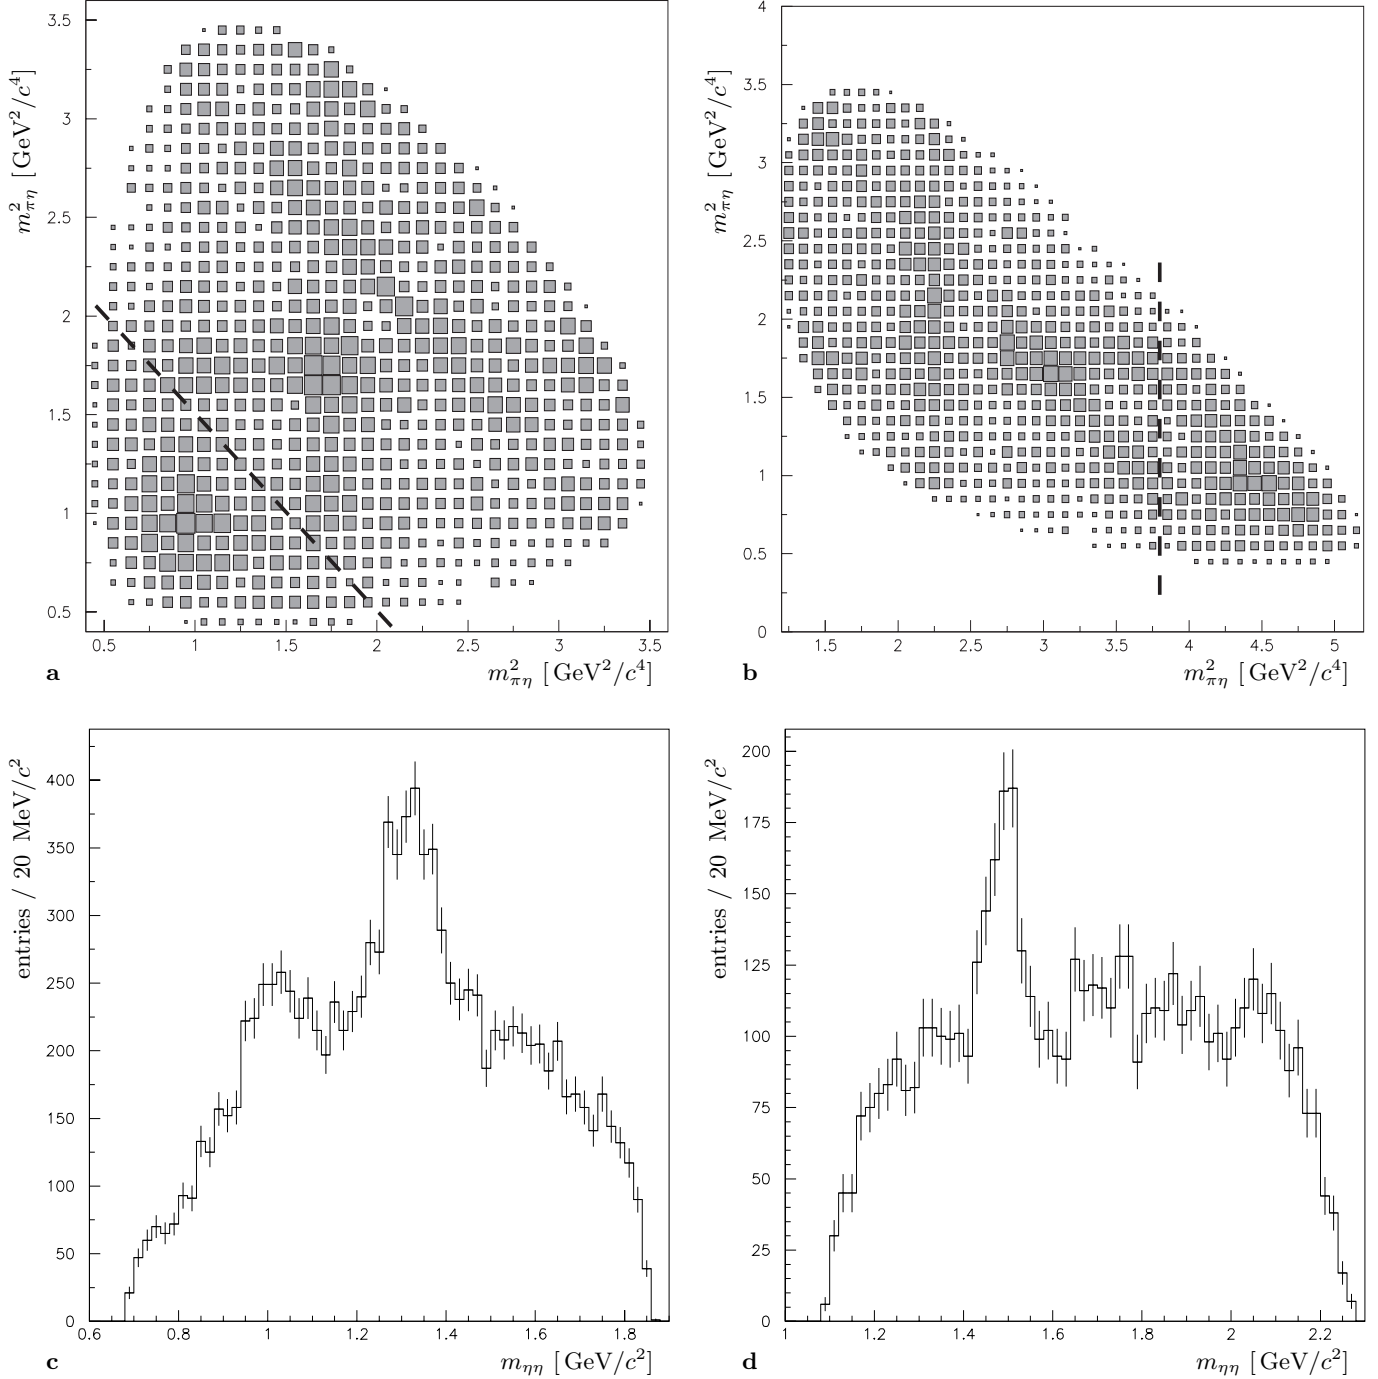 3.5
3
2.5
2
1.5
1
0.5
m²πη [GeV²/c⁴]
0.5 1 1.5 2 2.5 3 3.5
a m²πη [GeV²/c⁴]
4
3.5
3
2.5
2
1.5
1
0.5
0
m²πη [GeV²/c⁴]
1.5 2 2.5 3 3.5 4 4.5 5
b m²πη [GeV²/c⁴]
400
350
300
250
200
150
100
50
0
entries / 20 MeV/c²
0.6 0.8 1 1.2 1.4 1.6 1.8
c mηη [GeV/c²]
200
175
150
125
100
75
50
25
0
entries / 20 MeV/c²
1 1.2 1.4 1.6 1.8 2 2.2
d mηη [GeV/c²]